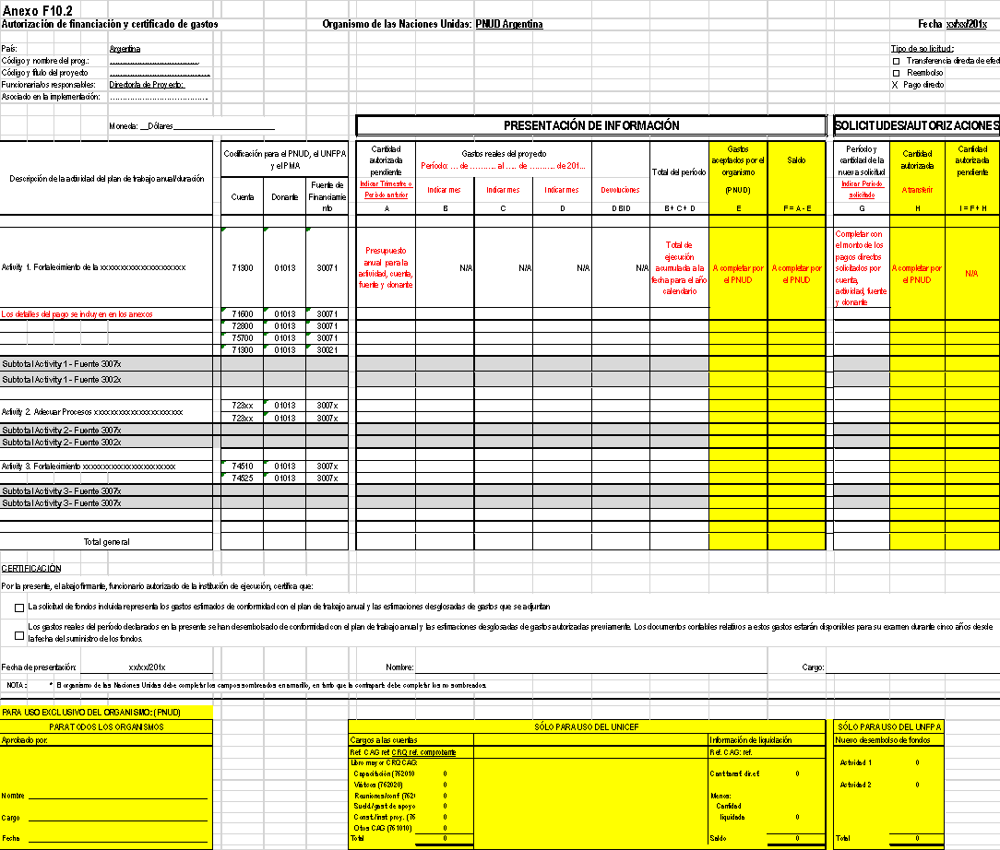 Anexo F10.2
Autorización de financiación y certificado de gastos Organismo de las Naciones Unidas: PNUD Argentina Fecha xx/xx/201x
País: Argentina Tipo de solicitud:
Código y nombre del prog.: Transferencia directa de efect
Código y título del proyecto Reembolso
Funcionaria/os responsables: Director/a de Proyecto: X Pago directo
Asociado en la implementación:
Moneda: __Dólares
PRESENTACIÓN DE INFORMACIÓN
SOLICITUDES/AUTORIZACIONES
Descripción de la actividad del plan de trabajo anual/duración
Codificación para el PNUD, el UNFPA y el PMA
Cuenta Donante Fuente de Financiamiento
Cantidad autorizada pendiente
Indicar Trimestre o Período anterior
A
Gastos reales del proyecto
Período: ... de .......... al .... de .......... de 201...
Indicar mes Indicar mes Indicar mes Devoluciones
B C D D BID
Total del período
B + C + D
Gastos aceptados por el organismo
(PNUD)
E
Saldo
F = A - E
Período y cantidad de la nueva solicitud
Indicar Período solicitado
G
Cantidad autorizada
A transferir
H
Cantidad autorizada pendiente
I = F + H
Activity 1. Fortalecimiento de la xxxxxxxxxxxxxxxxxxxxx 71300 01013 30071
Presupuesto anual para la actividad, cuenta, fuente y donante
N/A N/A N/A N/A
Total de ejecución acumulada a la fecha para el año calendario
A completar por el PNUD
A completar por el PNUD
Completar con el monto de los pagos directos solicitados por cuenta, actividad, fuente y donante
A completar por el PNUD
N/A
Los detalles del pago se incluyen en los anexos 71600 01013 30071
72800 01013 30071
75700 01013 30071
71300 01013 30021
Subtotal Activity 1 - Fuente 3007x
Subtotal Activity 1 - Fuente 3002x
Activity 2. Adecuar Procesos xxxxxxxxxxxxxxxxxxxxxx
723xx 01013 3007x
723xx 01013 3007x
Subtotal Activity 2- Fuente 3007x
Subtotal Activity 2- Fuente 3002x
Activity 3. Fortalecimiento xxxxxxxxxxxxxxxxxxxxxxx 74510 01013 3007x
74525 01013 3007x
Subtotal Activity 3 - Fuente 3007x
Subtotal Activity 3 - Fuente 3007x
Total general
CERTIFICACIÓN
Por la presente, el abajo firmante, funcionario autorizado de la institución de ejecución, certifica que:
La solicitud de fondos incluida representa los gastos estimados de conformidad con el plan de trabajo anual y las estimaciones desglosadas de gastos que se adjuntan
Los gastos reales del período declarados en la presente se han desembolsado de conformidad con el plan de trabajo anual y las estimaciones desglosadas de gastos autorizadas previamente. Los documentos contables relativos a estos gastos estarán disponibles para su examen durante cinco años desde
la fecha del suministro de los fondos.
Fecha de presentación: xx/xx/201x Nombre: Cargo:
NOTA: * El organismo de las Naciones Unidas debe completar los campos sombreados en amarillo, en tanto que la contraparte debe completar los no sombreados.
PARA USO EXCLUSIVO DEL ORGANISMO: (PNUD)
PARA TODOS LOS ORGANISMOS
Aprobado por:
Nombre
Cargo
Fecha
SÓLO PARA USO DEL UNICEF
Cargos a las cuentas
Ref. CAG ref CRQ ref. comprobante
Libro mayor CRQ CAG:
Capacitación (762010 0
Viáticos (762020) 0
Reuniones/conf (762( 0
Sueld./gast de apoyo 0
Const./inst proy. (76 0
Otos CAG (761010) 0
Total 0
Información de liquidación
Ref. CAG: ref.
Cant transf. dir. ef. 0
Menos:
Cantidad
liquidada 0
Saldo 0
SÓLO PARA USO DEL UNFPA
Nuevo desembolso de fondos
Actividad 1 0
Actividad 2 0
Total 0